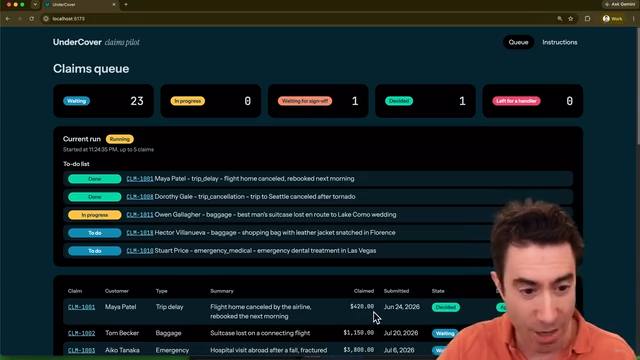 UnderCover
Ask Gemini
localhost:5173
Work
UnderCover claims pilot
Queue
Instructions
Claims queue
Waiting 23
In progress 0
Waiting for sign-off 1
Decided 1
Left for a handler 0
Current run Running
Started at 11:24:35 PM, up to 5 claims
To-do list
Done CLM-1001 Maya Patel - trip_delay - flight home canceled, rebooked next morning
Done CLM-1008 Dorothy Gale - trip_cancellation - trip to Seattle canceled after tornado
In progress CLM-1011 Owen Gallagher - baggage - best man's suitcase lost en route to Lake Como wedding
To do CLM-1018 Hector Villanueva - baggage - shopping bag with leather jacket snatched in Florence
To do CLM-1010 Stuart Price - emergency_medical - emergency dental treatment in Las Vegas
Claim Customer Type Summary Claimed Submitted State
CLM-1001 Maya Patel Trip delay Flight home canceled by the airline, rebooked the next morning $420.00 Jun 24, 2026 Decided
CLM-1002 Tom Becker Baggage Suitcase lost on a connecting flight $1,150.00 Jul 20, 2026 Waiting
CLM-1003 Aiko Tanaka Emergency Hospital visit abroad after a fall, fractured $3,800.00 Jul 6, 2026 Waiting